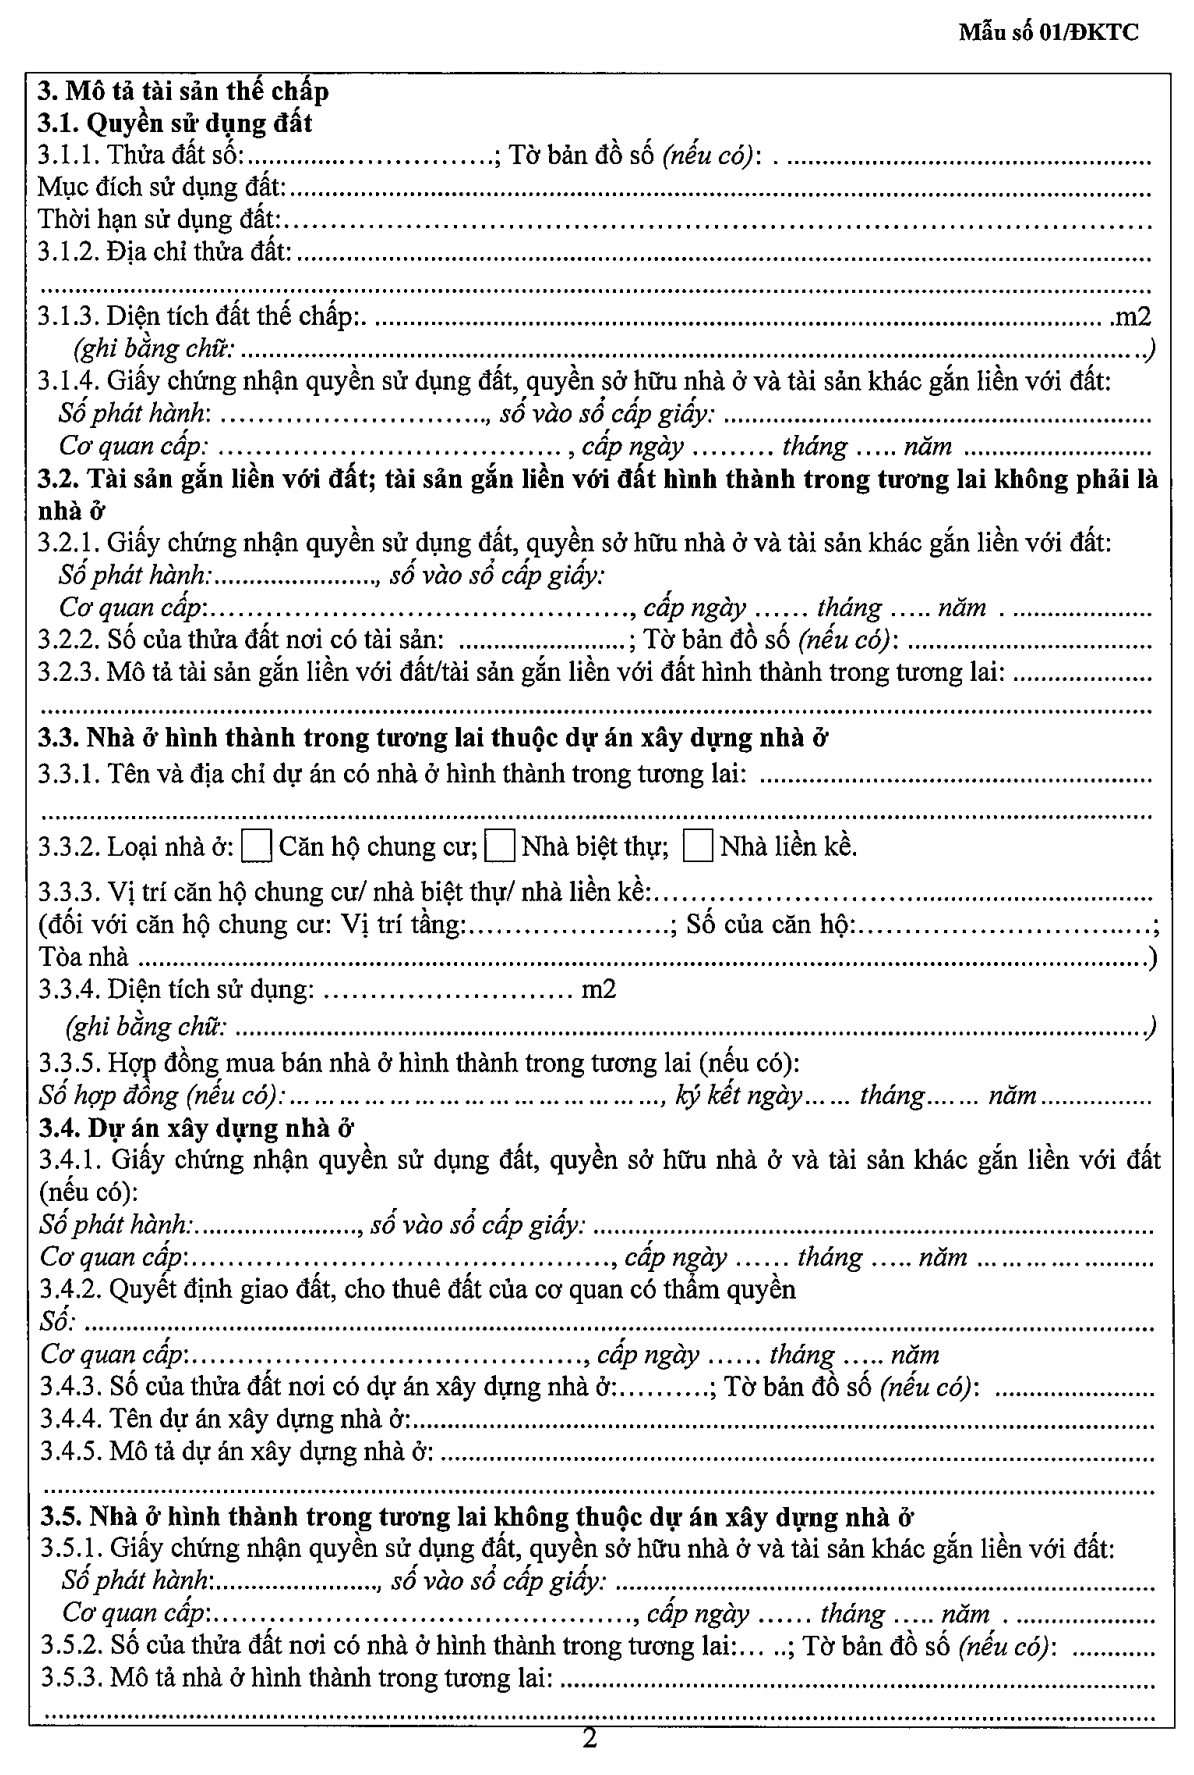 Mẫu số 01/ĐKTC
3. Mô tả tài sản thế chấp
3.1. Quyền sử dụng đất
3.1.1. Thửa đất số:..................................; Tờ bản đồ số (nếu có): . ....................................................
Mục đích sử dụng đất:..........................................................................................
Thời hạn sử dụng đất:..........................................................................................
3.1.2. Địa chỉ thửa đất:..........................................................................................
....................................................................................................
3.1.3. Diện tích đất thế chấp:. .......................................................................... .m2
(ghi bằng chữ: ....................................................................................)
3.1.4. Giấy chứng nhận quyền sử dụng đất, quyền sở hữu nhà ở và tài sản khác gắn liền với đất:
Số phát hành: ............................., số vào sổ cấp giấy: ..............................................
Cơ quan cấp: ..................................... , cấp ngày ......... tháng ..... năm ...........................
3.2. Tài sản gắn liền với đất; tài sản gắn liền với đất hình thành trong tương lai không phải là
nhà ở
3.2.1. Giấy chứng nhận quyền sử dụng đất, quyền sở hữu nhà ở và tài sản khác gắn liền với đất:
Số phát hành:......................., số vào sổ cấp giấy:
Cơ quan cấp:............................................., cấp ngày ...... tháng ..... năm . ....................
3.2.2. Số của thửa đất nơi có tài sản: ........................; Tờ bản đồ số (nếu có): ...................................
3.2.3. Mô tả tài sản gắn liền với đất/tài sản gắn liền với đất hình thành trong tương lai: ....................
....................................................................................................
3.3. Nhà ở hình thành trong tương lai thuộc dự án xây dựng nhà ở
3.3.1. Tên và địa chỉ dự án có nhà ở hình thành trong tương lai: ........................................................
....................................................................................................
3.3.2. Loại nhà ở: □ Căn hộ chung cư; □ Nhà biệt thự; □ Nhà liền kề.
3.3.3. Vị trí căn hộ chung cư/ nhà biệt thự/ nhà liền kề:..........................................................
(đối với căn hộ chung cư: Vị trí tầng:......................; Số của căn hộ:................................;
Tòa nhà ..........................................................................................)
3.3.4. Diện tích sử dụng: ........................... m2
(ghi bằng chữ: ....................................................................................)
3.3.5. Hợp đồng mua bán nhà ở hình thành trong tương lai (nếu có):
Số hợp đồng (nếu có):... ... ... ... ... ... ... ... ... ... ... ... ..., ký kết ngày... ... tháng.... ... năm................
3.4. Dự án xây dựng nhà ở
3.4.1. Giấy chứng nhận quyền sử dụng đất, quyền sở hữu nhà ở và tài sản khác gắn liền với đất
(nếu có):
Số phát hành:......................., số vào sổ cấp giấy: ..............................................................
Cơ quan cấp:............................................., cấp ngày ...... tháng ..... năm ... ... ... .............
3.4.2. Quyết định giao đất, cho thuê đất của cơ quan có thẩm quyền
Số: ....................................................................................................
Cơ quan cấp:.........................................., cấp ngày ...... tháng ..... năm
3.4.3. Số của thửa đất nơi có dự án xây dựng nhà ở:..........; Tờ bản đồ số (nếu có): .......................
3.4.4. Tên dự án xây dựng nhà ở:..........................................................................
3.4.5. Mô tả dự án xây dựng nhà ở: ......................................................................
....................................................................................................
3.5. Nhà ở hình thành trong tương lai không thuộc dự án xây dựng nhà ở
3.5.1. Giấy chứng nhận quyền sử dụng đất, quyền sở hữu nhà ở và tài sản khác gắn liền với đất:
Số phát hành:......................., số vào sổ cấp giấy: ............................................................
Cơ quan cấp:............................................., cấp ngày ...... tháng ..... năm . ....................
3.5.2. Số của thửa đất nơi có nhà ở hình thành trong tương lai:... ..; Tờ bản đồ số (nếu có): ............
3.5.3. Mô tả nhà ở hình thành trong tương lai: ............................................................
....................................................................................................
2